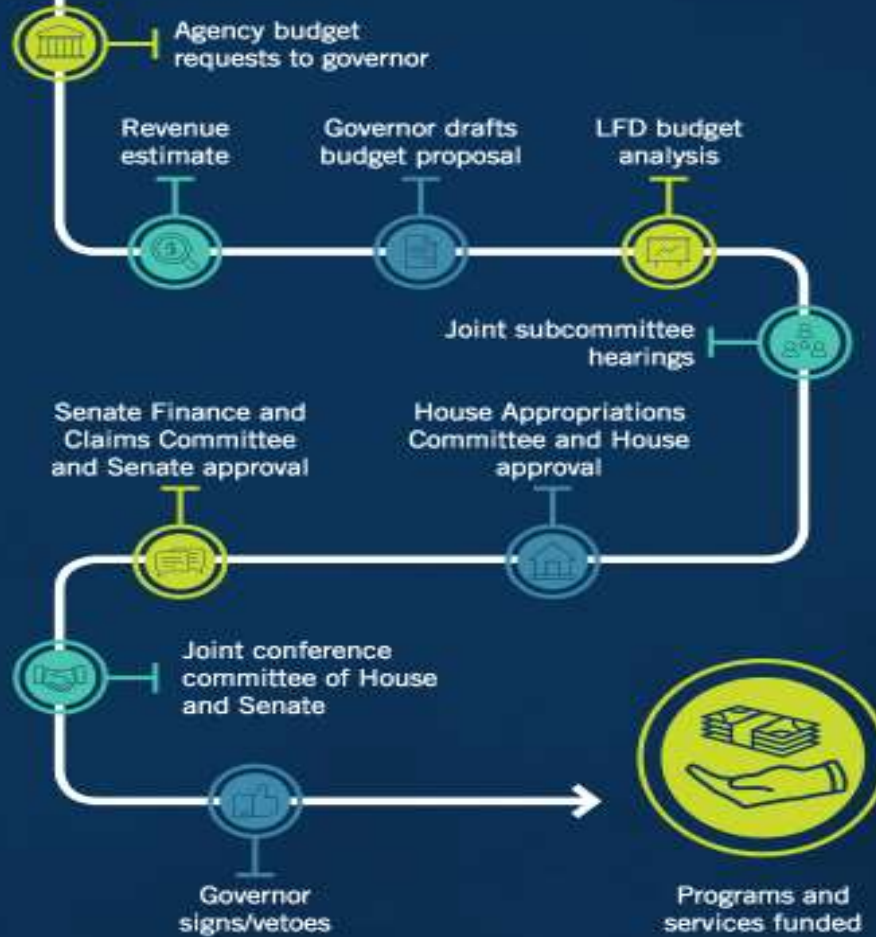 Agency budget
requests to governor
Revenue
estimate
Governor drafts
budget proposal
LFD budget
analysis
Joint subcommittee
hearings
House Appropriations
Committee and House
approval
Senate Finance and
Claims Committee
and Senate approval
Joint conference
committee of House
and Senate
Governor
signs/vetoes
Programs and
services funded